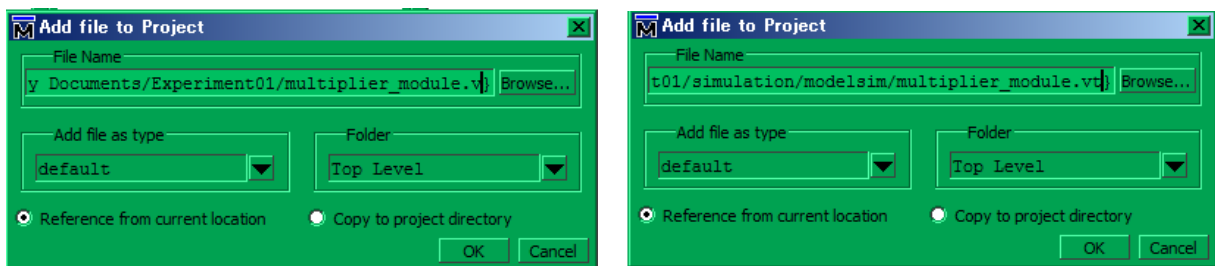 Add file to Project
File Name
y Documents/Experiment01/multiplier_module.v} Browse...
Add file as type
Folder
default
Top Level
Reference from current location
Copy to project directory
OK
Cancel
Add file to Project
File Name
t01/simulation/modelsim/multiplier_module.vt} Browse...
Add file as type
Folder
default
Top Level
Reference from current location
Copy to project directory
OK
Cancel